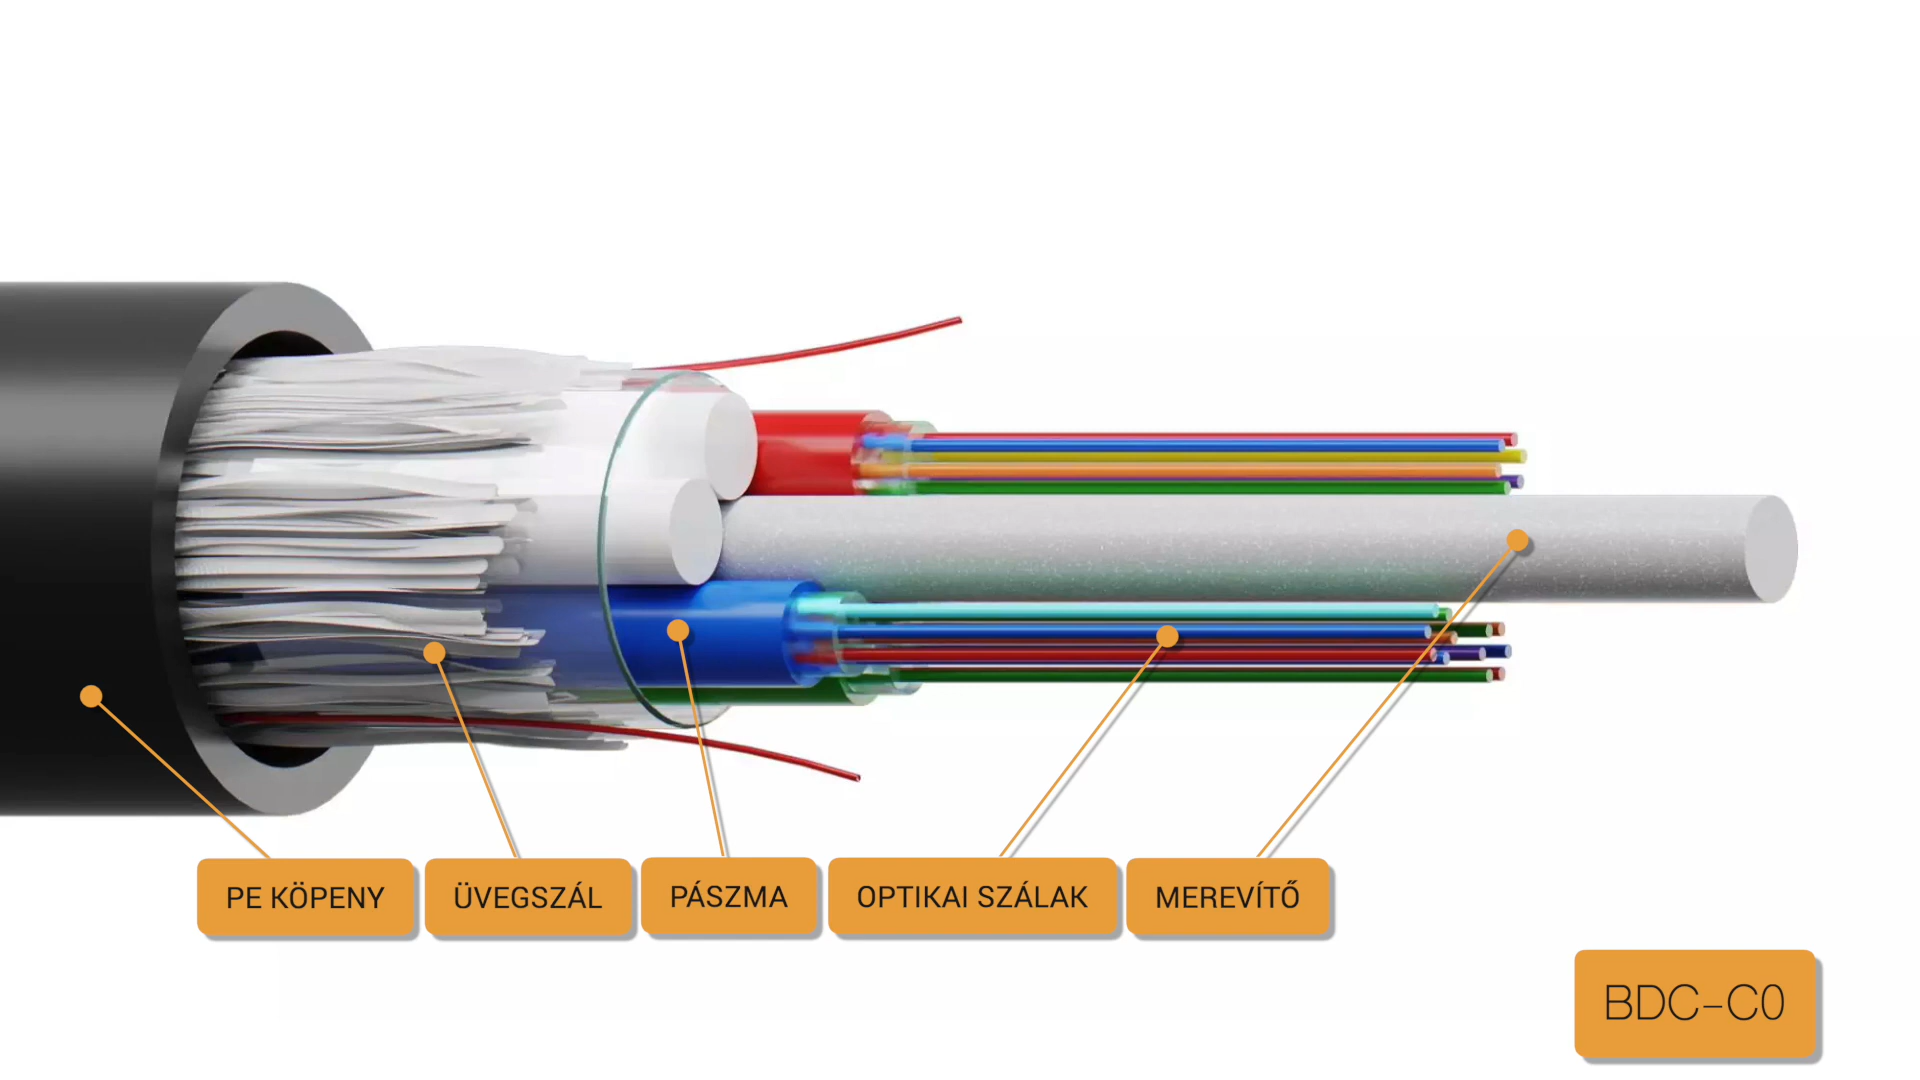 PE KÖPENY
ÜVEGSZÁL
PÁSZMA
OPTIKAI SZÁLAK
MEREVÍTŐ
BDC-C0